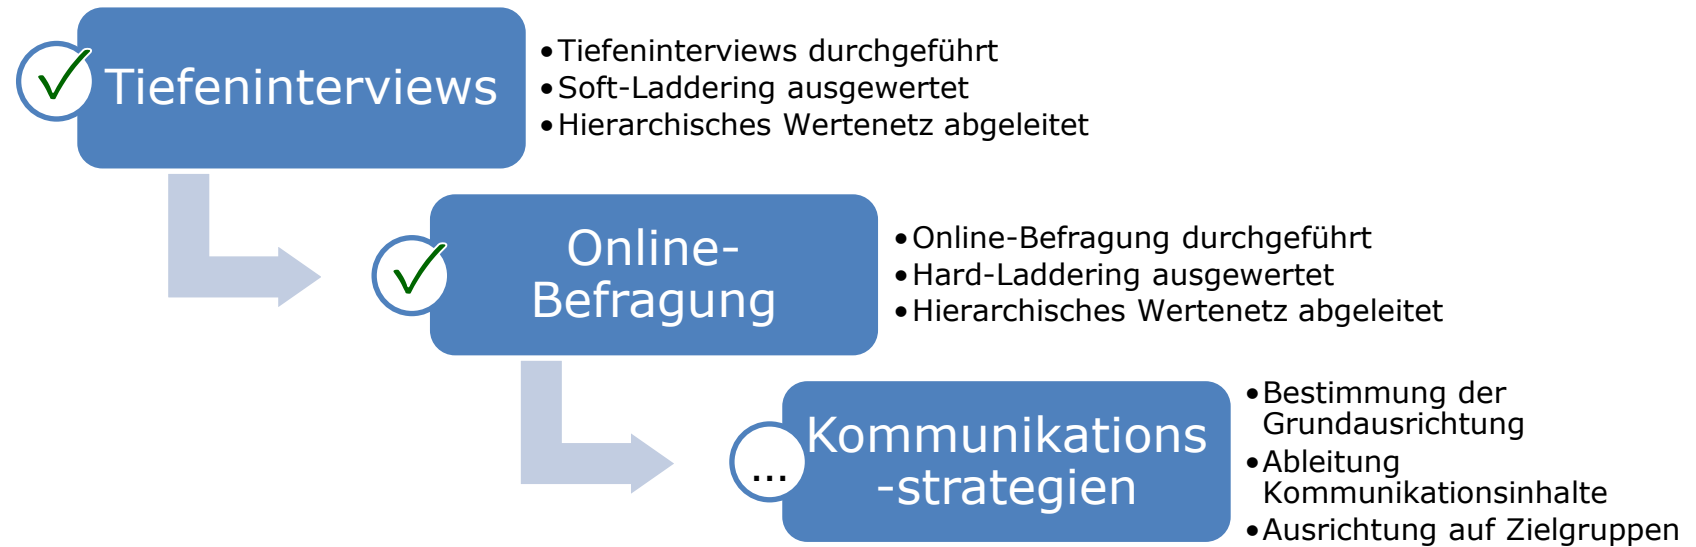 Tiefeninterviews
•Tiefeninterviews durchgeführt
•Soft-Laddering ausgewertet
•Hierarchisches Wertenetz abgeleitet
Online-
Befragung
•Online-Befragung durchgeführt
•Hard-Laddering ausgewertet
•Hierarchisches Wertenetz abgeleitet
...
Kommunikations
-strategien
•Bestimmung der
Grundausrichtung
•Ableitung
Kommunikationsinhalte
•Ausrichtung auf Zielgruppen